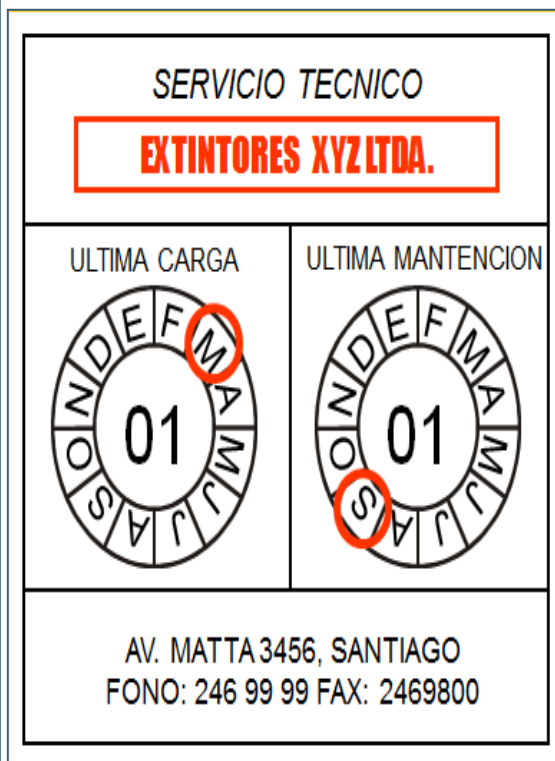 SERVICIO TECNICO
EXTINTORES XYZ LTDA.
ULTIMA CARGA
E F M A M J J A S O N D
01
ULTIMA MANTENCION
E F M A M J J A S O N D
01
AV. MATTA 3456, SANTIAGO
FONO: 246 99 99 FAX: 2469800